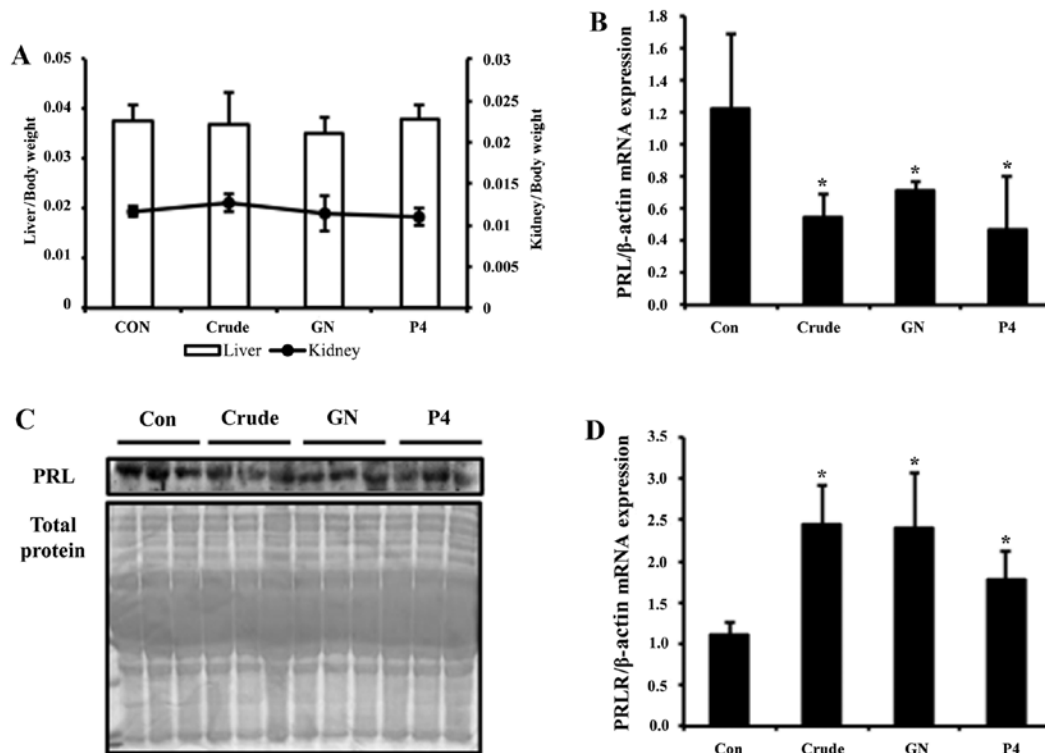 A
Liver/Body weight
0.05
0.04
0.03
0.02
0.01
0
Kidney/Body weight
0.03
0.025
0.02
0.015
0.01
0.005
0
CON Crude GN P4
Liver Kidney
B
PRL/β-actin mRNA expression
1.8
1.6
1.4
1.2
1.0
0.8
0.6
0.4
0.2
0.0
* * *
Con Crude GN P4
C
Con Crude GN P4
PRL
Total
protein
D
PRLR/β-actin mRNA expression
3.5
3.0
2.5
2.0
1.5
1.0
0.5
0.0
* * *
Con Crude GN P4